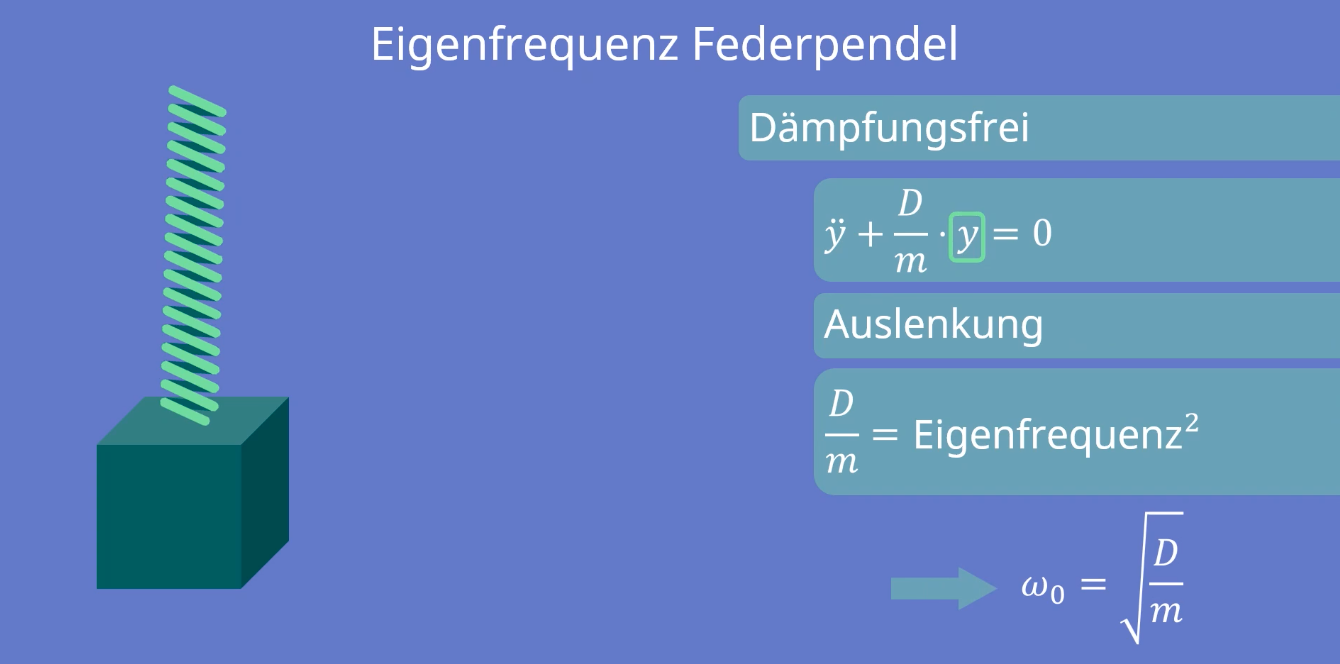 Eigenfrequenz Federpendel
Dämpfungsfrei
ÿ + D/m · y = 0
Auslenkung
D/m = Eigenfrequenz²
ω₀ = √(D/m)